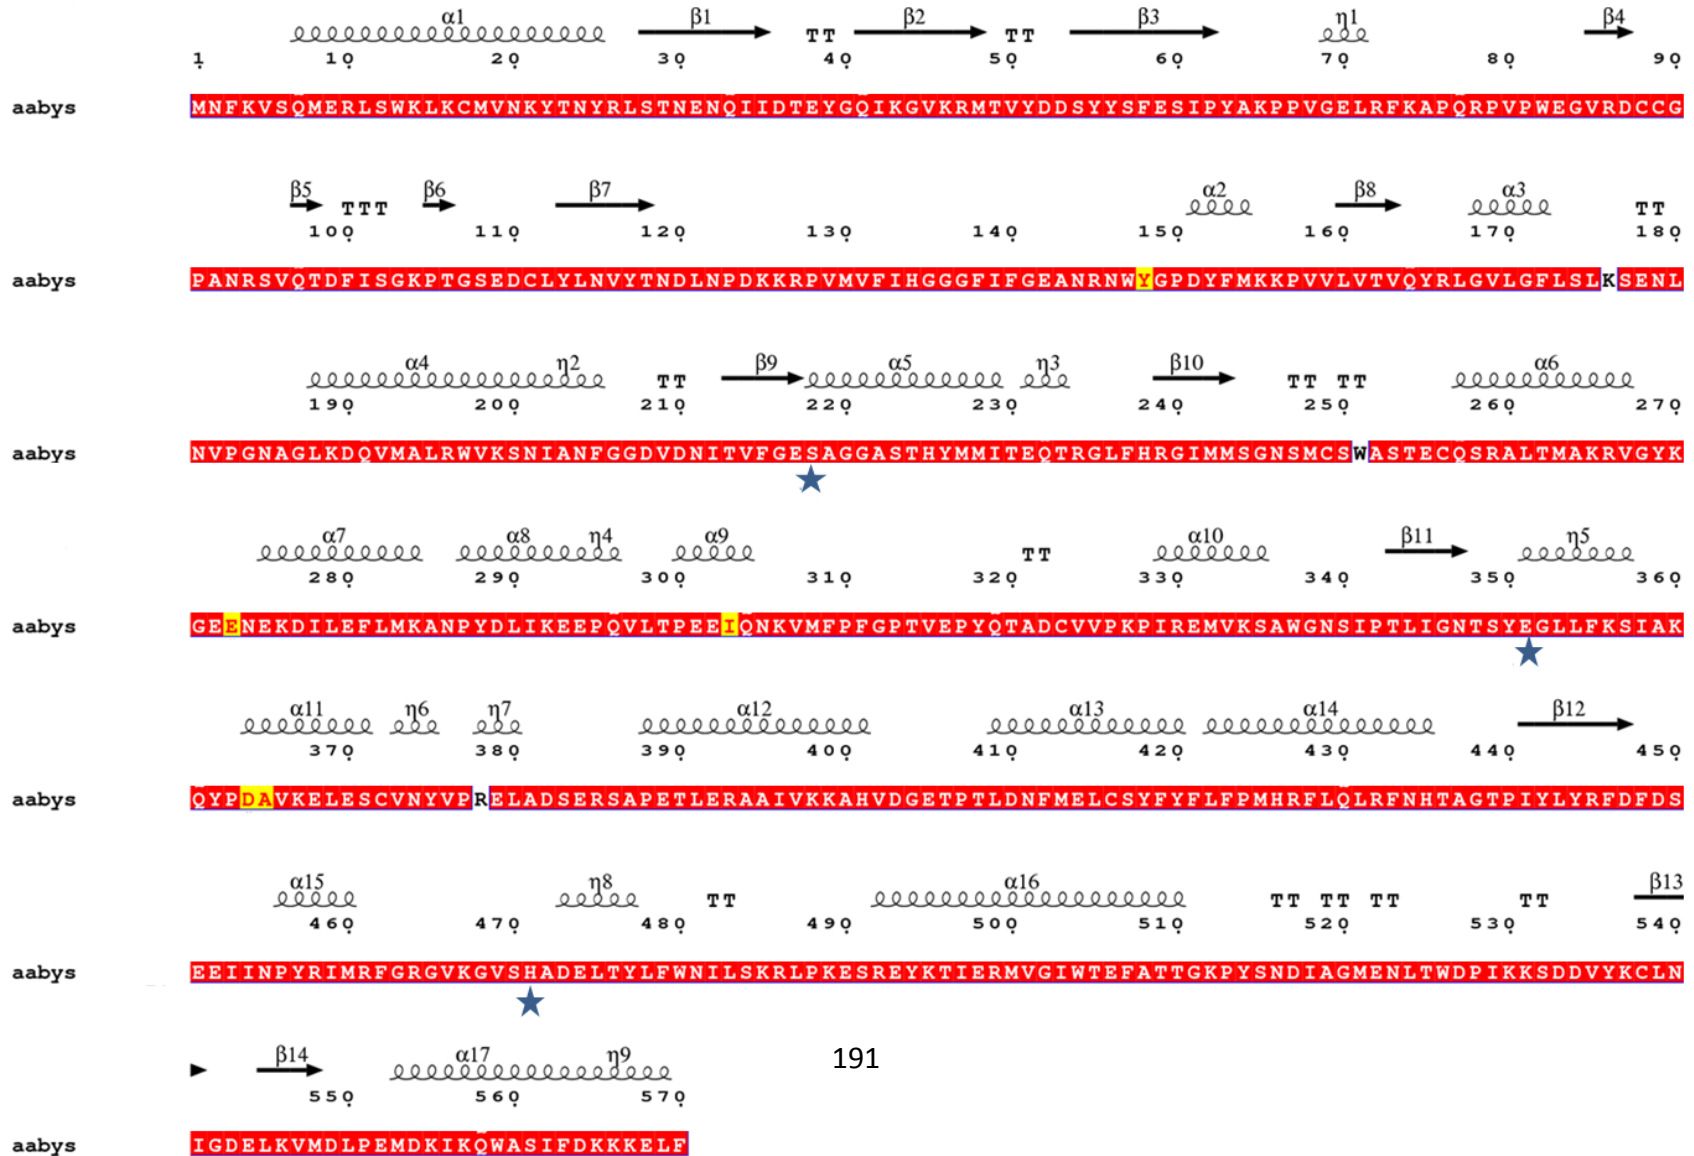 α1 β1 TT β2 TT β3 η1 β4
1 10 20 30 40 50 60 70 80 90
aabys MNFKVSQMERLSWKLKCMVNKYTNYRLSTNENQIIDTEYGQIKGVKRMTVYDDSYYSFESIPYAKPPVGELRFKAPQRPVPWEGVRDCCG
β5 TTT β6 β7 α2 β8 α3 TT
100 110 120 130 140 150 160 170 180
aabys PANRSVQTDFISGKPTGSEDCLYLNVYTNDLNPDKKRPVMVFIHGGGFIFGEANRNWYGPDYFMKKPVVLVTVQYRLGVLGFLSLKSENL
α4 η2 TT β9 α5 η3 β10 TT TT α6
190 200 210 220 230 240 250 260 270
aabys NVPGNAGLKDQVMALRWVKSNIANFGGDVDNITVFGESAGGASTHYMMITEQTRGLFHRGIMMSGNSMCSWASTECQSRALTMAKRVGYK
α7 α8 η4 α9 TT α10 β11 η5
280 290 300 310 320 330 340 350 360
aabys GEENEKDILEFLMKANPYDLIKEEPQVLTPEEIQNKVMFPFGPTVEPYQTADCVVPKPIREMVKSAWGNSIPTLIGNTSYEGLLFKSIAK
α11 η6 η7 α12 α13 α14 β12
370 380 390 400 410 420 430 440 450
aabys QYPDAVKELESCVNYVPRELADSERSAPETLERAAIVKKAHVDGETPTLDNFMELCSYFYFLFPMHRFLQLRFNHTAGTPIYLYRFDFDS
α15 η8 TT α16 TT TT TT TT β13
460 470 480 490 500 510 520 530 540
aabys EEIINPYRIMRFGRGVKGVSHADELTYLFWNILSKRLPKESREYKTIERMVGIWTEFATTGKPYSNDIAGMENLTWDPIKKSDDVYKCLN
β14 α17 η9 191
550 560 570
aabys IGDELKVMDLPEMDKIKQWASIFDKKKELF